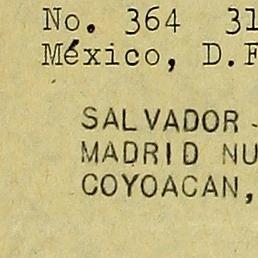 No. 364 31
México, D.F
SALVADOR -
MADRID NU
COYOACAN,